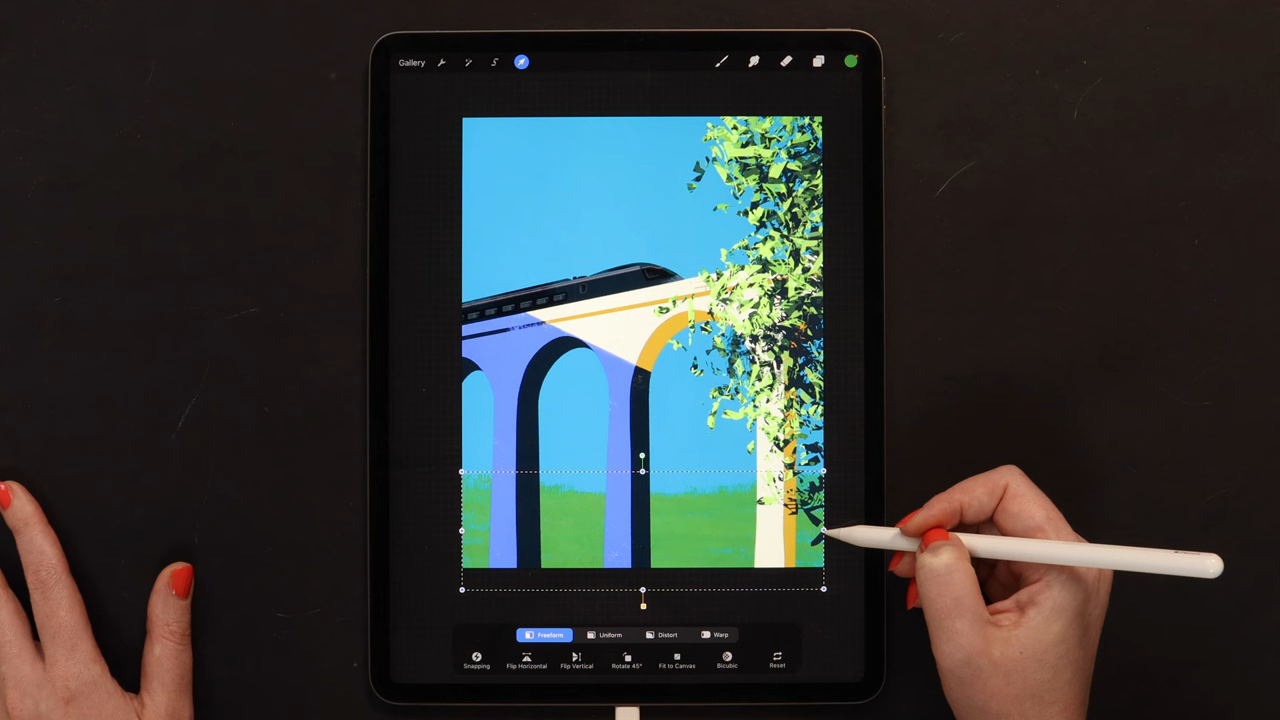 Gallery
Freeform Uniform Distort Warp
Snapping Flip Horizontal Flip Vertical Rotate 45° Fit to Canvas Bicubic Reset